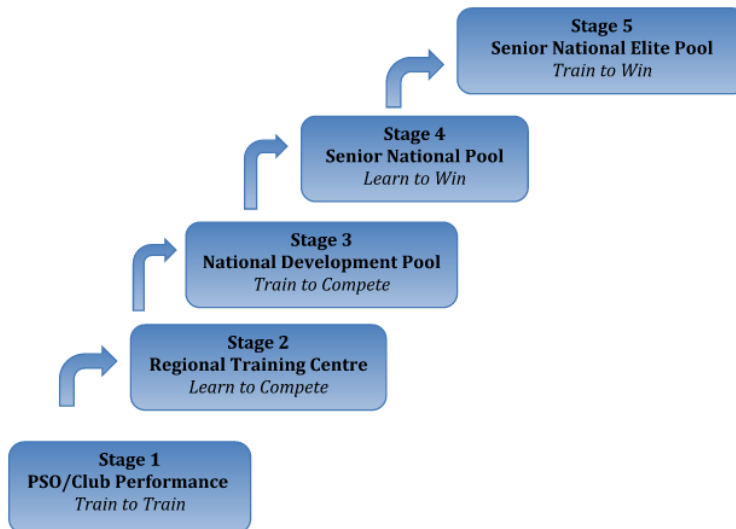 Stage 5
Senior National Elite Pool
Train to Win
Stage 4
Senior National Pool
Learn to Win
Stage 3
National Development Pool
Train to Compete
Stage 2
Regional Training Centre
Learn to Compete
Stage 1
PSO/Club Performance
Train to Train